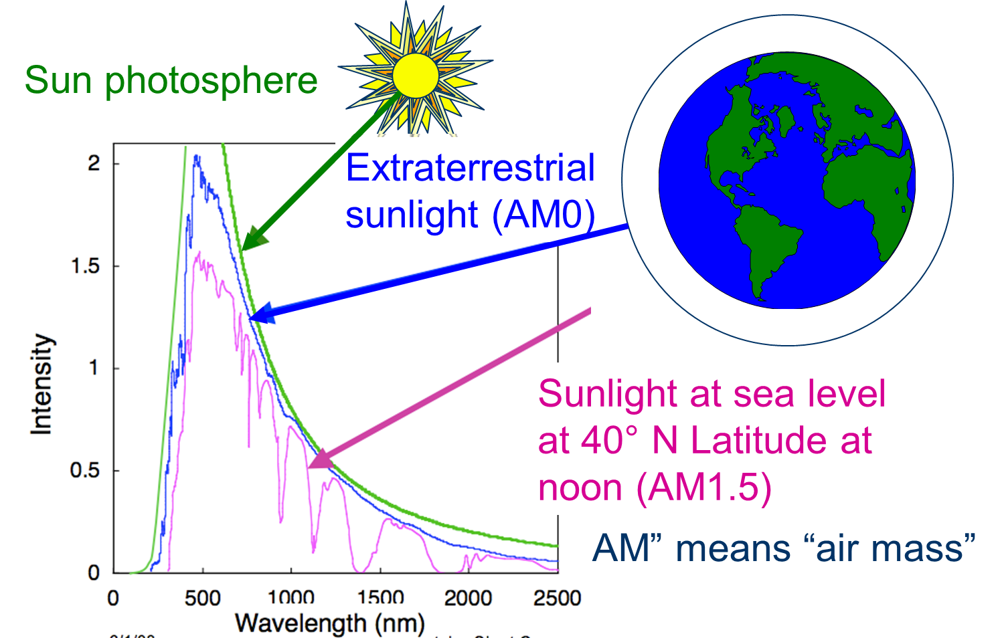 Sun photosphere
Extraterrestrial
sunlight (AM0)
Sunlight at sea level
at 40° N Latitude at
noon (AM1.5)
AM” means “air mass”
Intensity
2
1.5
1
0.5
0
0 500 1000 1500 2000 2500
Wavelength (nm)